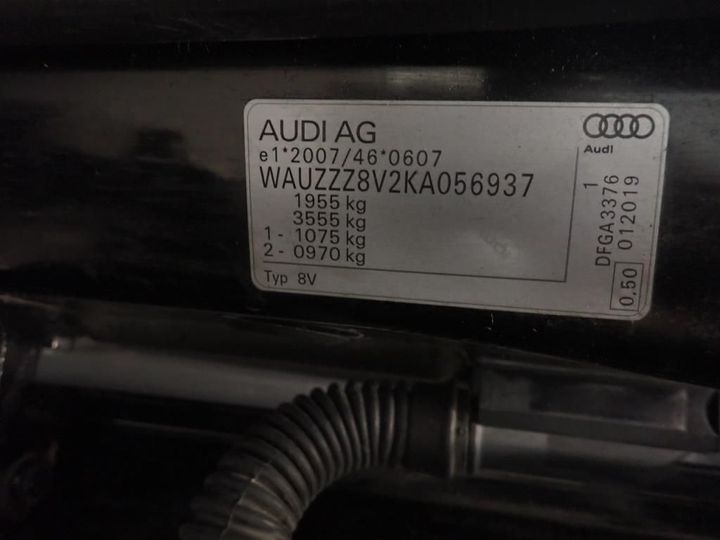 AUDI AG
e1*2007/46*0607
WAUZZZ8V2KA056937
1955 kg
3555 kg
1 - 1075 kg
2 - 0970 kg
Typ 8V
Audi
1
DFGA3376
012019
0,50